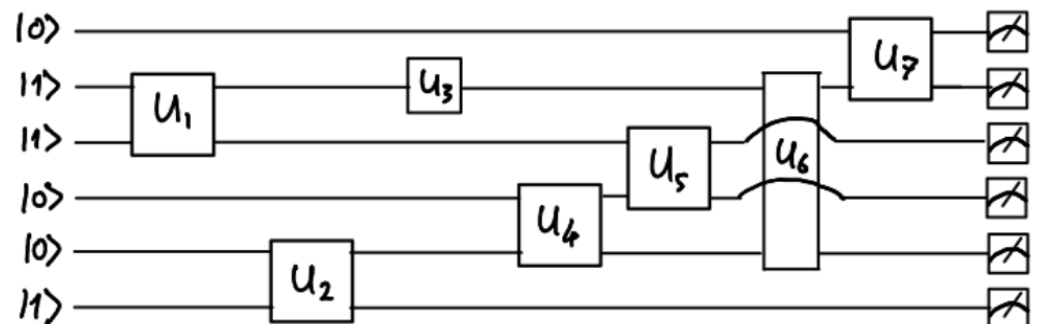 |0⟩
U₇
|1⟩
U₃
U₁
|1⟩
U₆
U₅
|0⟩
U₄
|0⟩
U₂
|1⟩